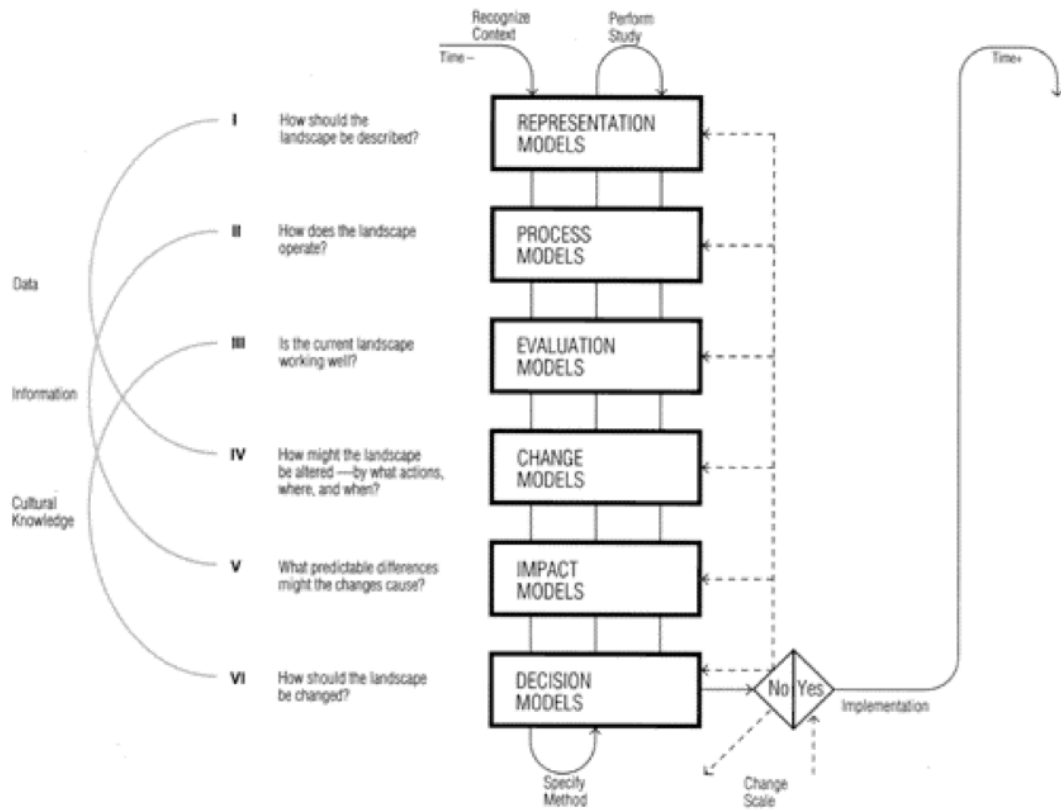 Recognize
Context
Perform
Study
Time –
Time+
I
How should the
landscape be described?
REPRESENTATION
MODELS
II
How does the landscape
operate?
PROCESS
MODELS
Data
III
Is the current landscape
working well?
EVALUATION
MODELS
Information
IV
How might the landscape
be altered —by what actions,
where, and when?
CHANGE
MODELS
Cultural
Knowledge
V
What predictable differences
might the changes cause?
IMPACT
MODELS
VI
How should the landscape
be changed?
DECISION
MODELS
No
Yes
Implementation
Specify
Method
Change
Scale